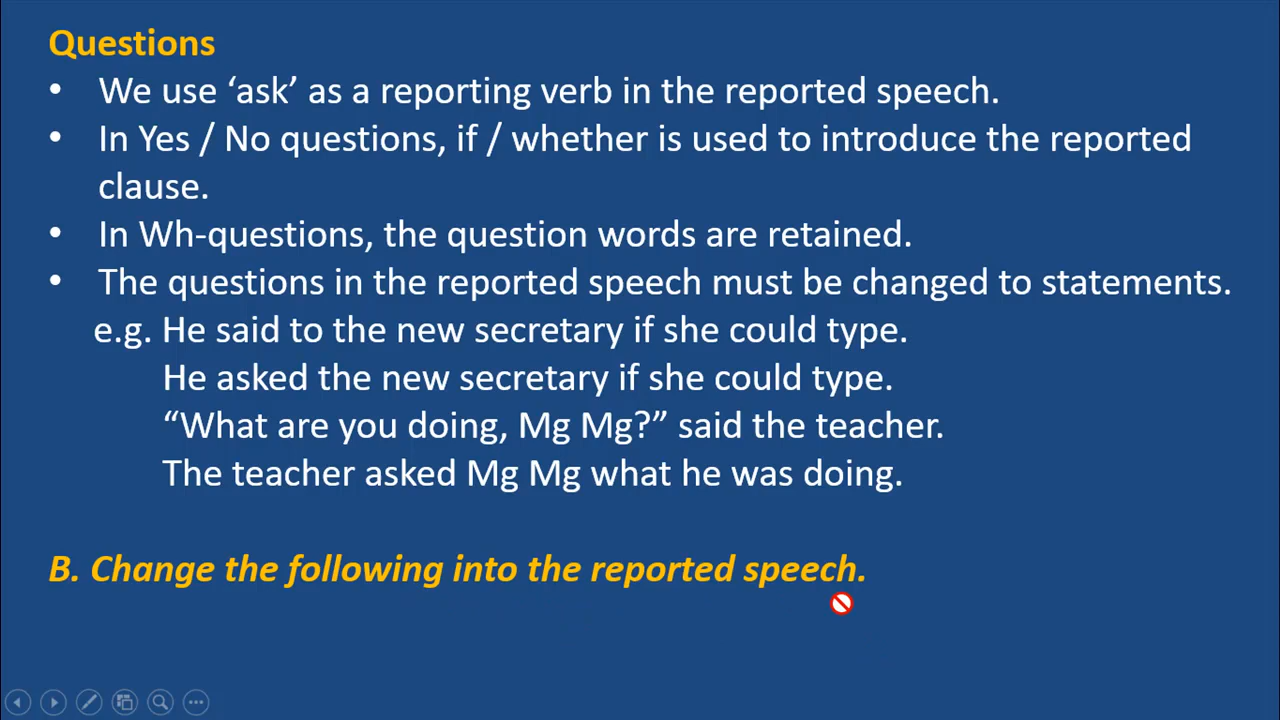 Questions
• We use ‘ask’ as a reporting verb in the reported speech.
• In Yes / No questions, if / whether is used to introduce the reported
clause.
• In Wh-questions, the question words are retained.
• The questions in the reported speech must be changed to statements.
e.g. He said to the new secretary if she could type.
He asked the new secretary if she could type.
“What are you doing, Mg Mg?” said the teacher.
The teacher asked Mg Mg what he was doing.
B. Change the following into the reported speech.